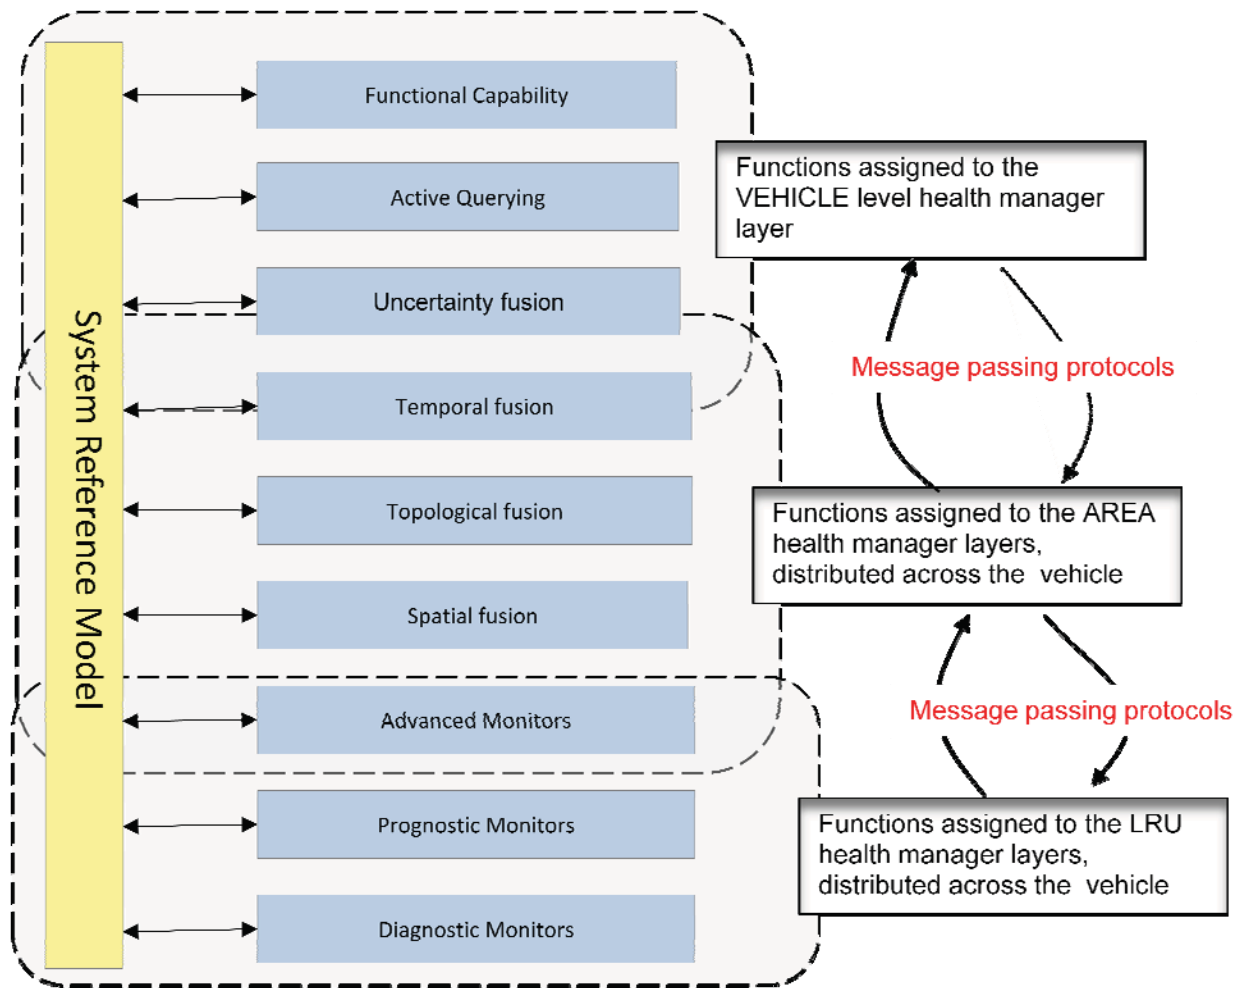 System Reference Model
Functional Capability
Active Querying
Uncertainty fusion
Temporal fusion
Topological fusion
Spatial fusion
Advanced Monitors
Prognostic Monitors
Diagnostic Monitors
Functions assigned to the
VEHICLE level health manager
layer
Message passing protocols
Functions assigned to the AREA
health manager layers,
distributed across the vehicle
Message passing protocols
Functions assigned to the LRU
health manager layers,
distributed across the vehicle